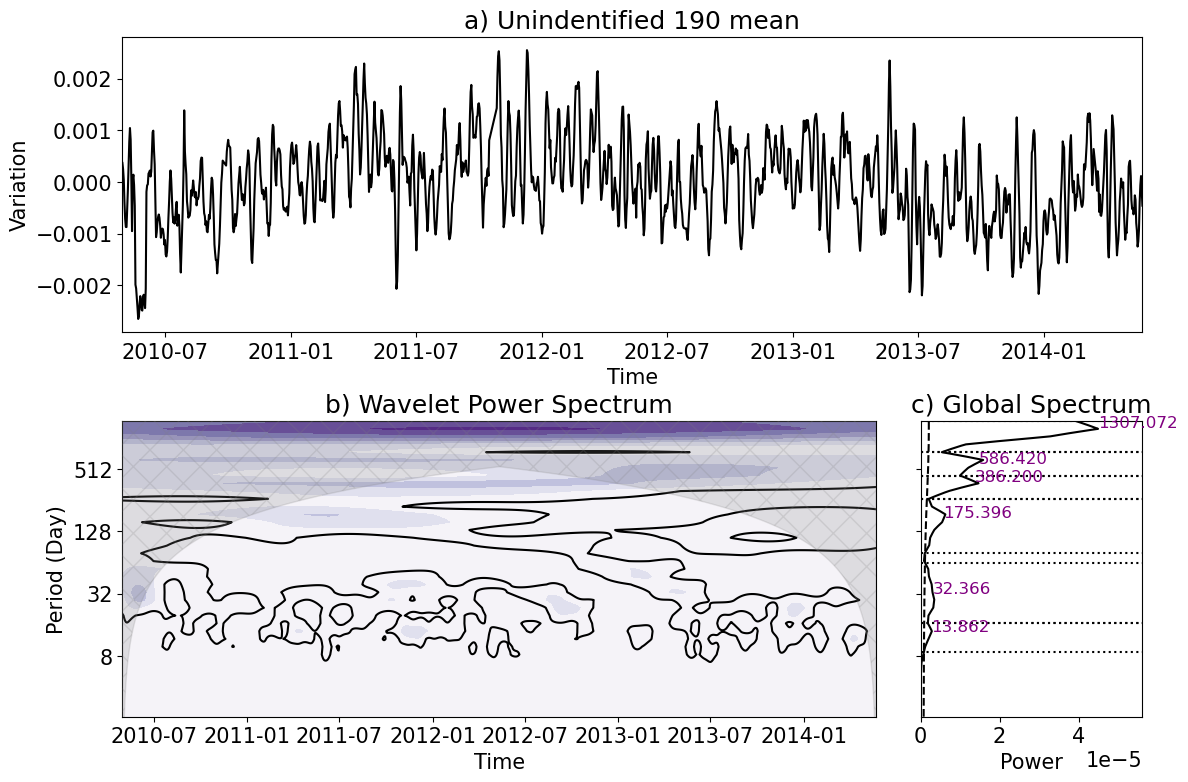 a) Unidentified 190 mean
Variation
0.002
0.001
0.000
−0.001
−0.002
2010-07 2011-01 2011-07 2012-01 2012-07 2013-01 2013-07 2014-01
Time
b) Wavelet Power Spectrum
Period (Day)
512
128
32
8
2010-07 2011-01 2011-07 2012-01 2012-07 2013-01 2013-07 2014-01
Time
c) Global Spectrum
1307.072
586.420
386.200
175.396
32.366
13.862
0 2 4
Power
1e−5